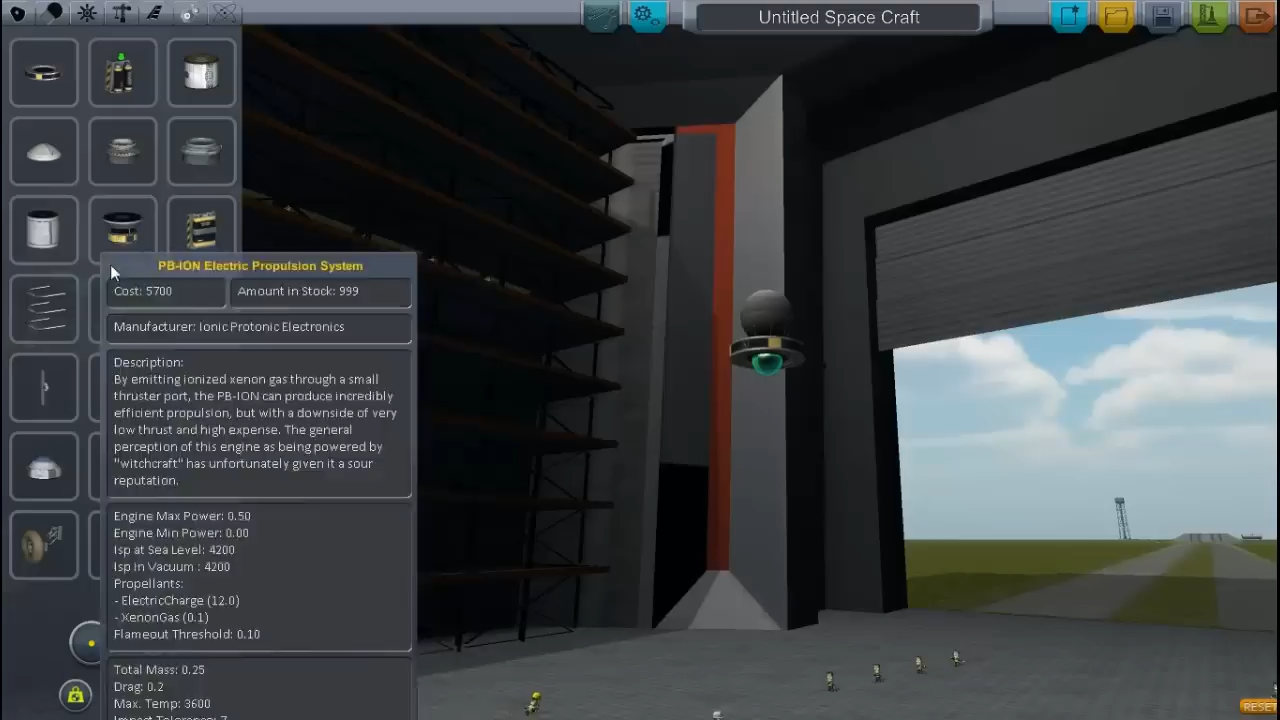 Untitled Space Craft
PB-ION Electric Propulsion System
Cost: 5700
Amount in Stock: 999
Manufacturer: Ionic Protonic Electronics
Description:
By emitting ionized xenon gas through a small
thruster port, the PB-ION can produce incredibly
efficient propulsion, but with a downside of very
low thrust and high expense. The general
perception of this engine as being powered by
"witchcraft" has unfortunately given it a sour
reputation.
Engine Max Power: 0.50
Engine Min Power: 0.00
Isp at Sea Level: 4200
Isp in Vacuum : 4200
Propellants:
- ElectricCharge (12.0)
- XenonGas (0.1)
Flameout Threshold: 0.10
Total Mass: 0.25
Drag: 0.2
Max. Temp: 3600
Impact Tolerance: 7
RESET